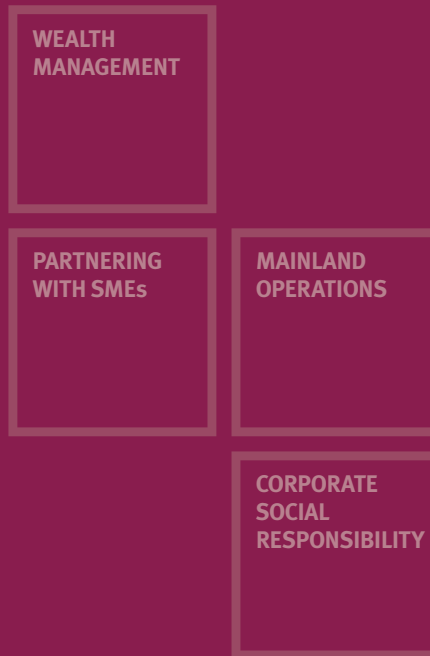 WEALTH
MANAGEMENT
PARTNERING
WITH SMEs
MAINLAND
OPERATIONS
CORPORATE
SOCIAL
RESPONSIBILITY